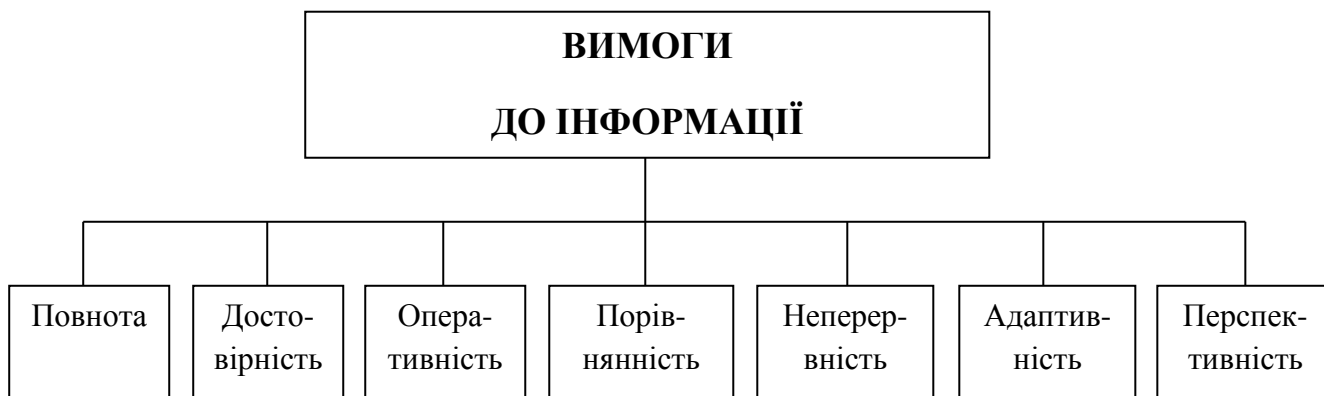 ВИМОГИ
ДО ІНФОРМАЦІЇ
Повнота
Досто-
вірність
Опера-
тивність
Порів-
нянність
Неперер-
вність
Адаптив-
ність
Перспек-
тивність